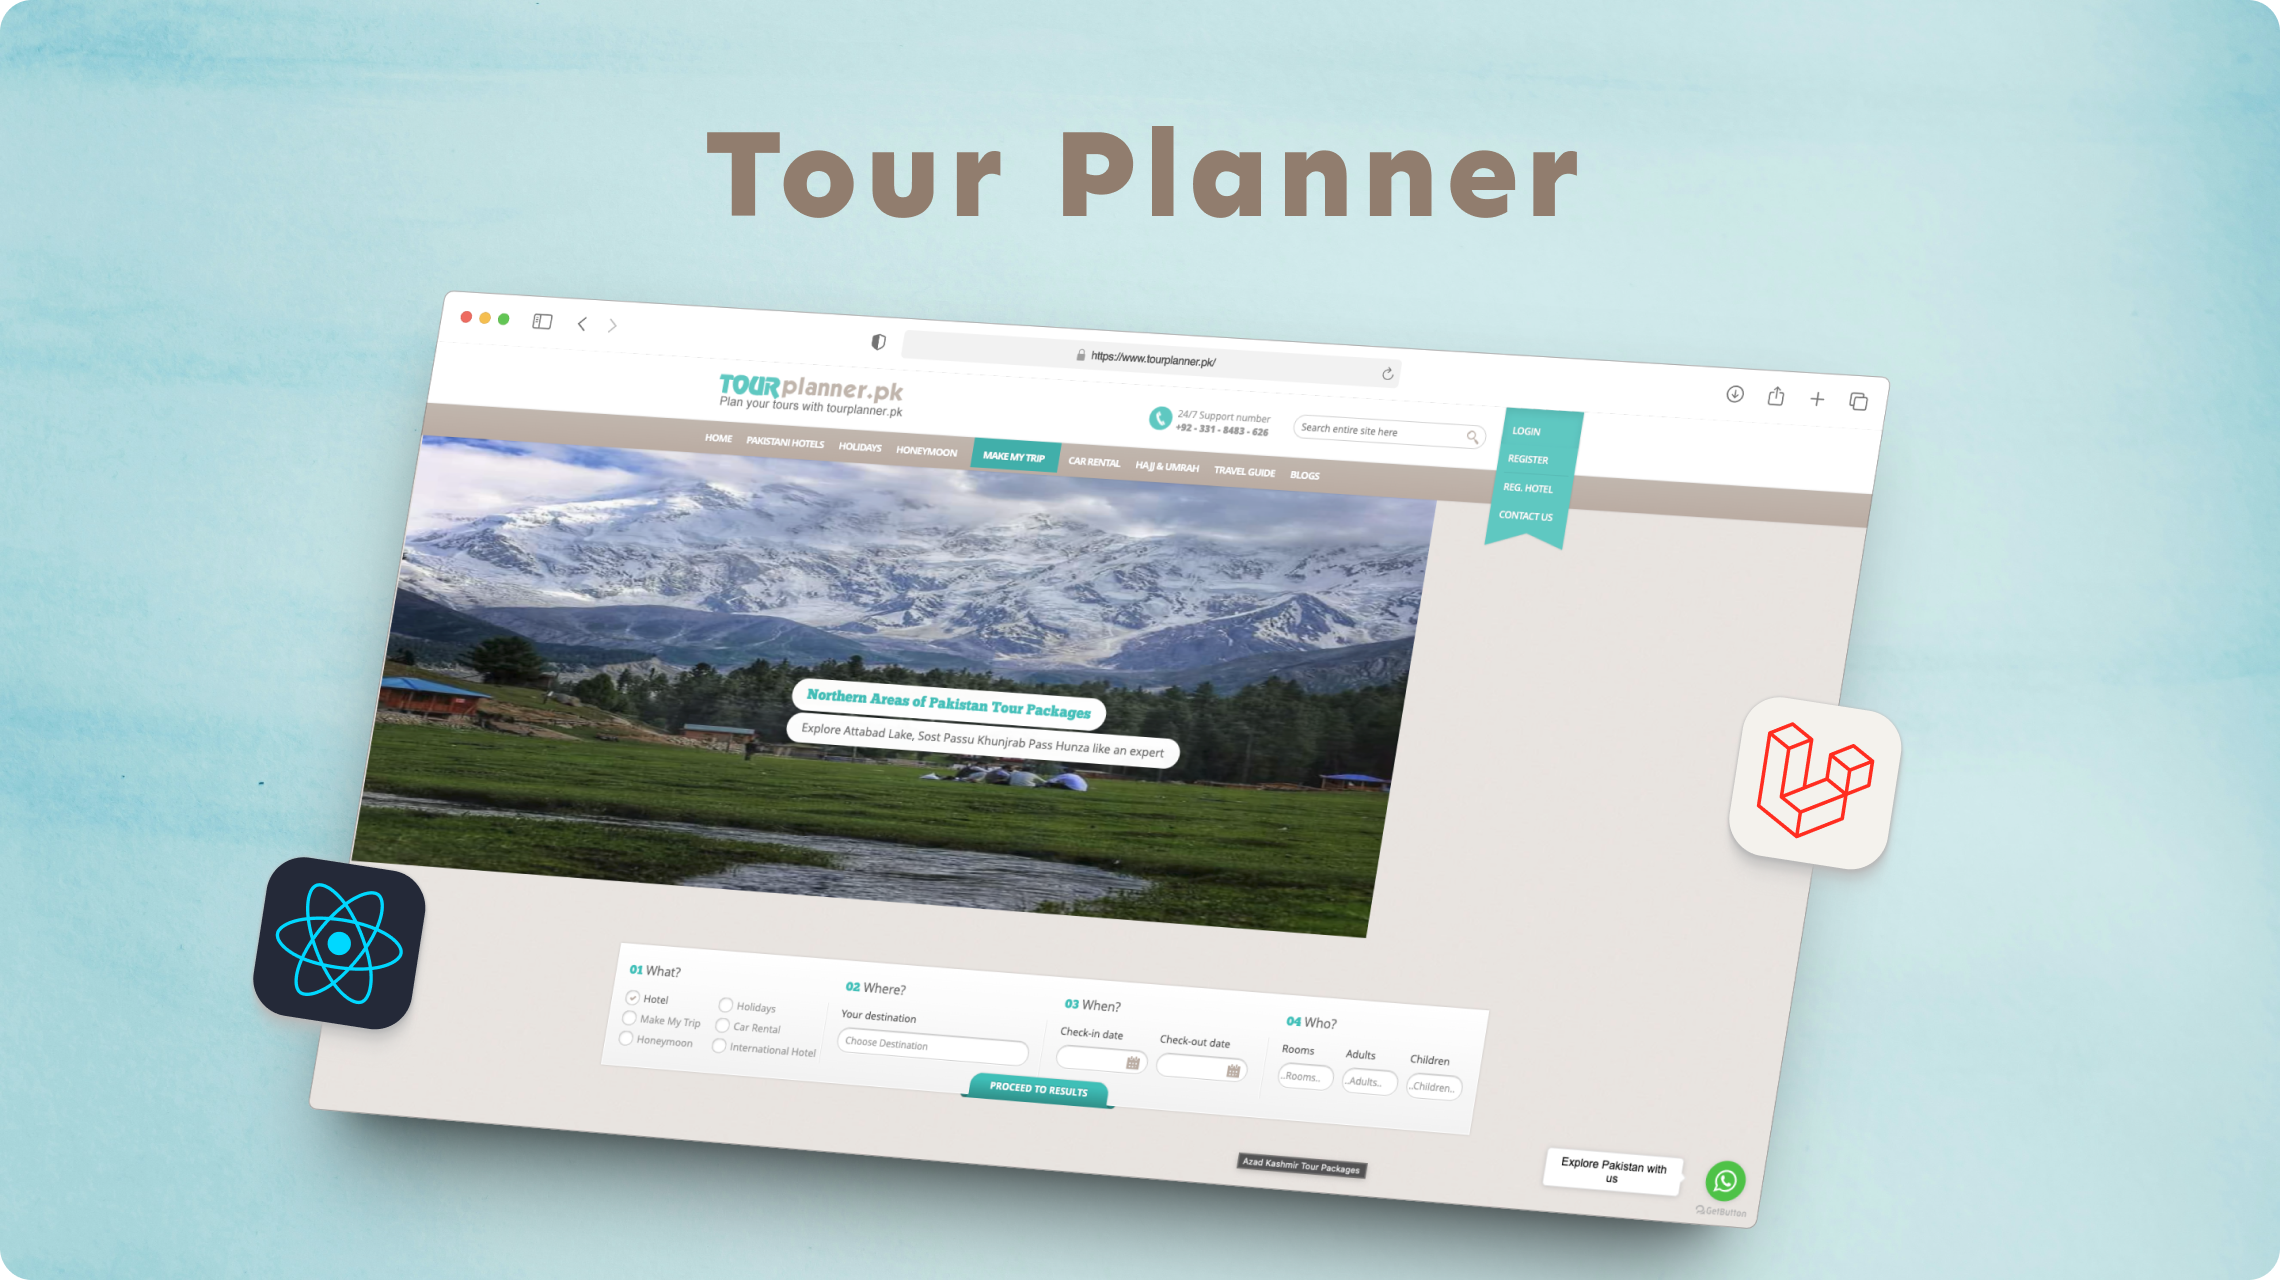 Tour Planner
https://www.tourplanner.pk/
TOURplanner.pk
Plan your tours with tourplanner.pk
24/7 Support number
+92 - 331 - 8483 - 626
Search entire site here
LOGIN
REGISTER
REG. HOTEL
CONTACT US
HOME PAKISTANI HOTELS HOLIDAYS HONEYMOON MAKE MY TRIP CAR RENTAL HAJJ & UMRAH TRAVEL GUIDE BLOGS
Northern Areas of Pakistan Tour Packages
Explore Attabad Lake, Sost Passu Khunjrab Pass Hunza like an expert
01 What?
Hotel
Make My Trip
Honeymoon
Holidays
Car Rental
International Hotel
02 Where?
Your destination
Choose Destination
03 When?
Check-in date
Check-out date
04 Who?
Rooms Adults Children
..Rooms.. ..Adults.. ..Children..
PROCEED TO RESULTS
Azad Kashmir Tour Packages
Explore Pakistan with
us
GetButton